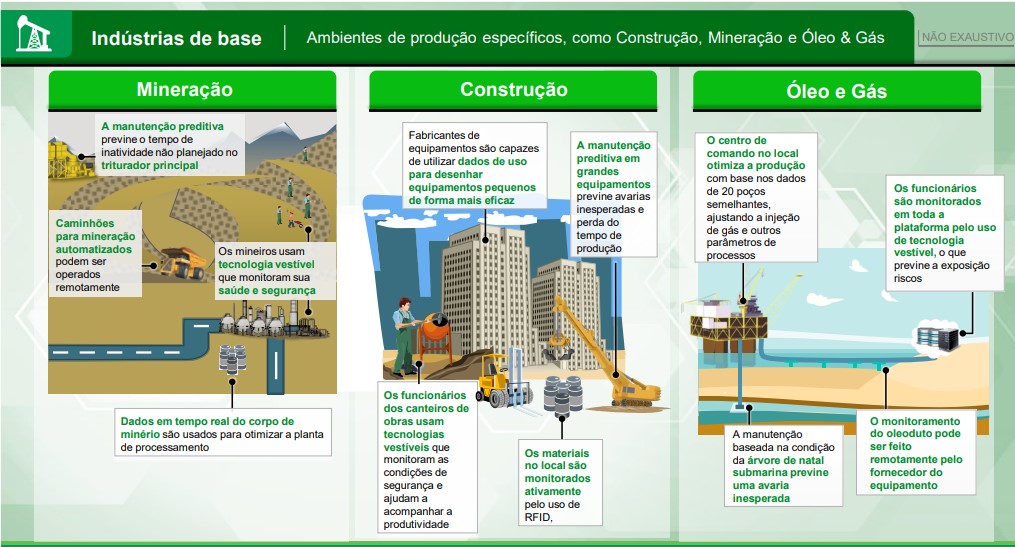 Indústrias de base
Ambientes de produção específicos, como Construção, Mineração e Óleo & Gás
NÃO EXAUSTIVO
Mineração
A manutenção preditiva
previne o tempo de
inatividade não planejado no
triturador principal
Caminhões
para mineração
automatizados
podem ser
operados
remotamente
Os mineiros usam
tecnologia vestível
que monitoram sua
saúde e segurança
Dados em tempo real do corpo de
minério são usados para otimizar a planta
de processamento
Construção
Fabricantes de
equipamentos são capazes
de utilizar dados de uso
para desenhar
equipamentos pequenos
de forma mais eficaz
A manutenção
preditiva em
grandes
equipamentos
previne avarias
inesperadas e
perda do
tempo de
produção
Os funcionários
dos canteiros de
obras usam
tecnologias
vestíveis que
monitoram as
condições de
segurança e
ajudam a
acompanhar a
produtividade
Os materiais
no local são
monitorados
ativamente
pelo uso de
RFID,
Óleo e Gás
O centro de
comando no local
otimiza a produção
com base nos dados
de 20 poços
semelhantes,
ajustando a injeção
de gás e outros
parâmetros de
processos
Os funcionários
são monitorados
em toda a
plataforma pelo uso
de tecnologia
vestível, o que
previne a exposição
riscos
A manutenção
baseada na condição
da árvore de natal
submarina previne
uma avaria
inesperada
O monitoramento
do oleoduto pode
ser feito
remotamente pelo
fornecedor do
equipamento